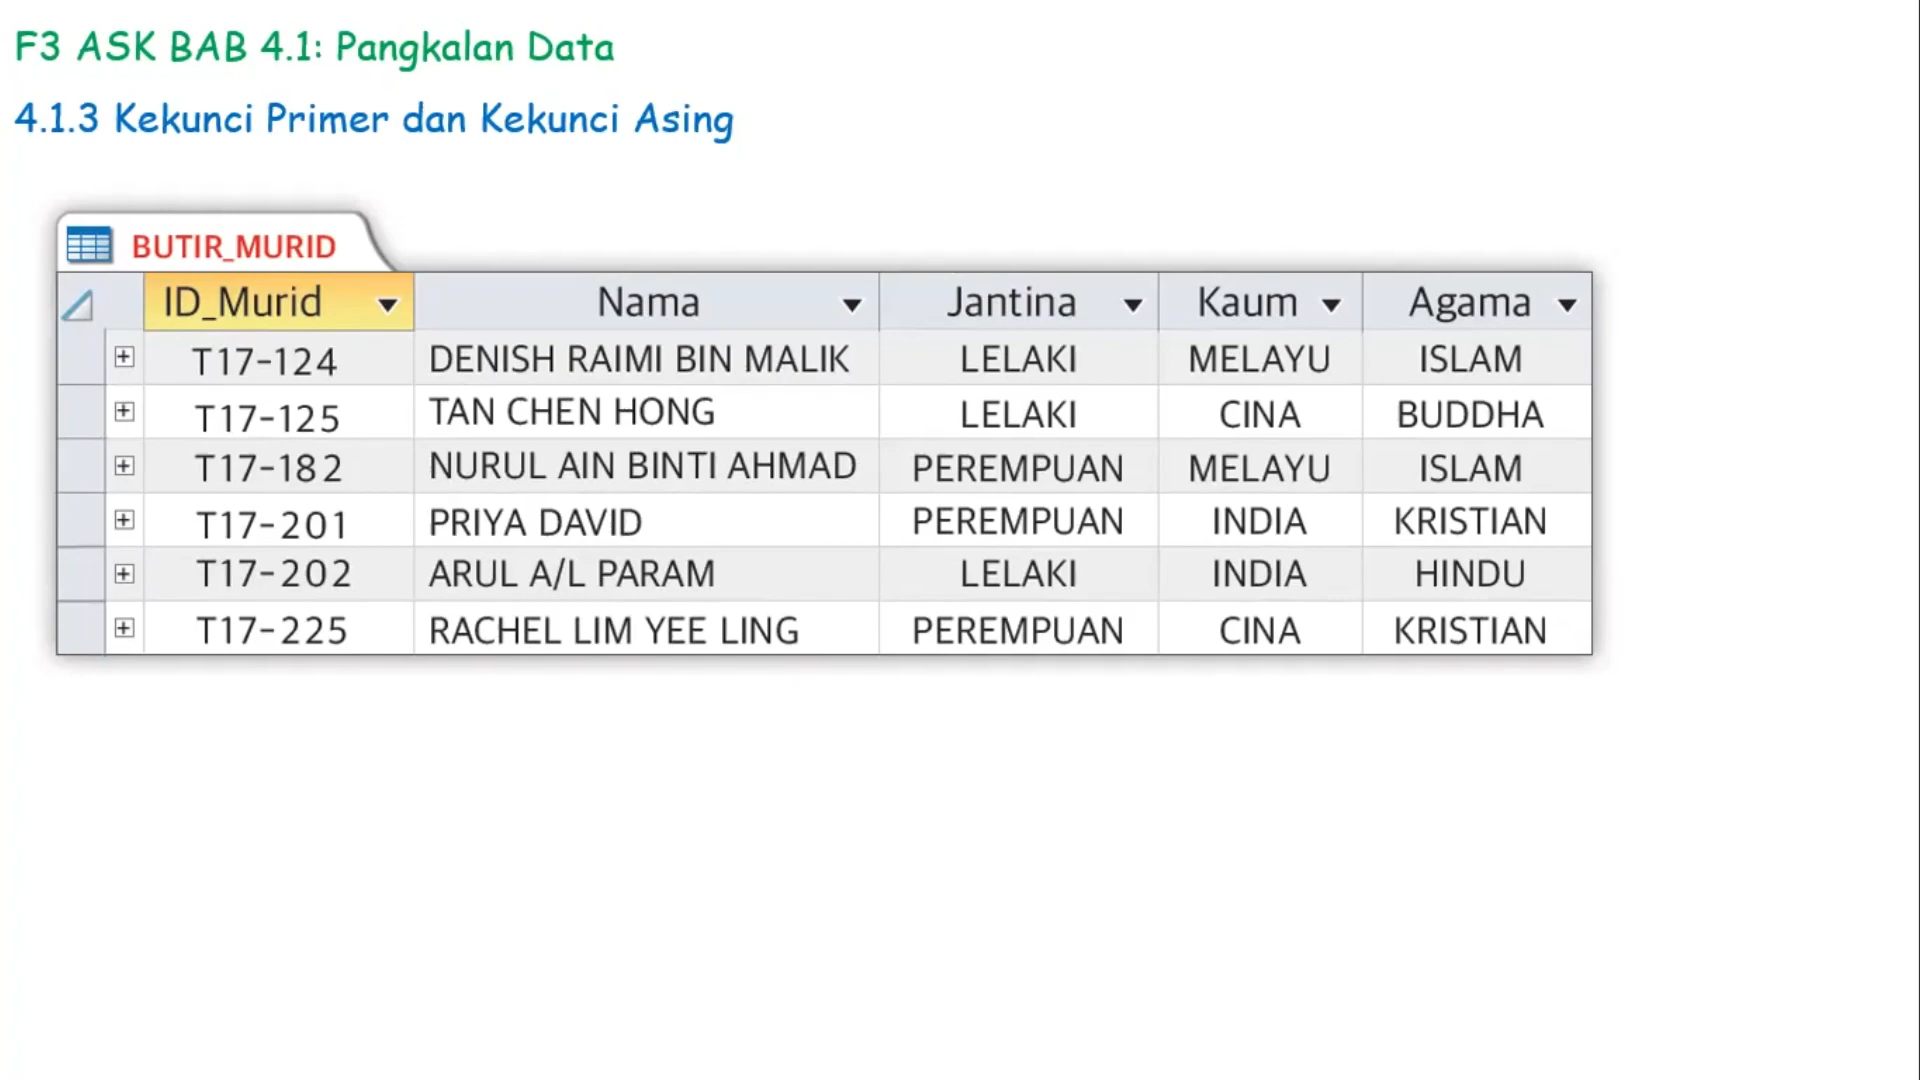 F3 ASK BAB 4.1: Pangkalan Data
4.1.3 Kekunci Primer dan Kekunci Asing
BUTIR_MURID
ID_Murid Nama Jantina Kaum Agama
T17-124 DENISH RAIMI BIN MALIK LELAKI MELAYU ISLAM
T17-125 TAN CHEN HONG LELAKI CINA BUDDHA
T17-182 NURUL AIN BINTI AHMAD PEREMPUAN MELAYU ISLAM
T17-201 PRIYA DAVID PEREMPUAN INDIA KRISTIAN
T17-202 ARUL A/L PARAM LELAKI INDIA HINDU
T17-225 RACHEL LIM YEE LING PEREMPUAN CINA KRISTIAN